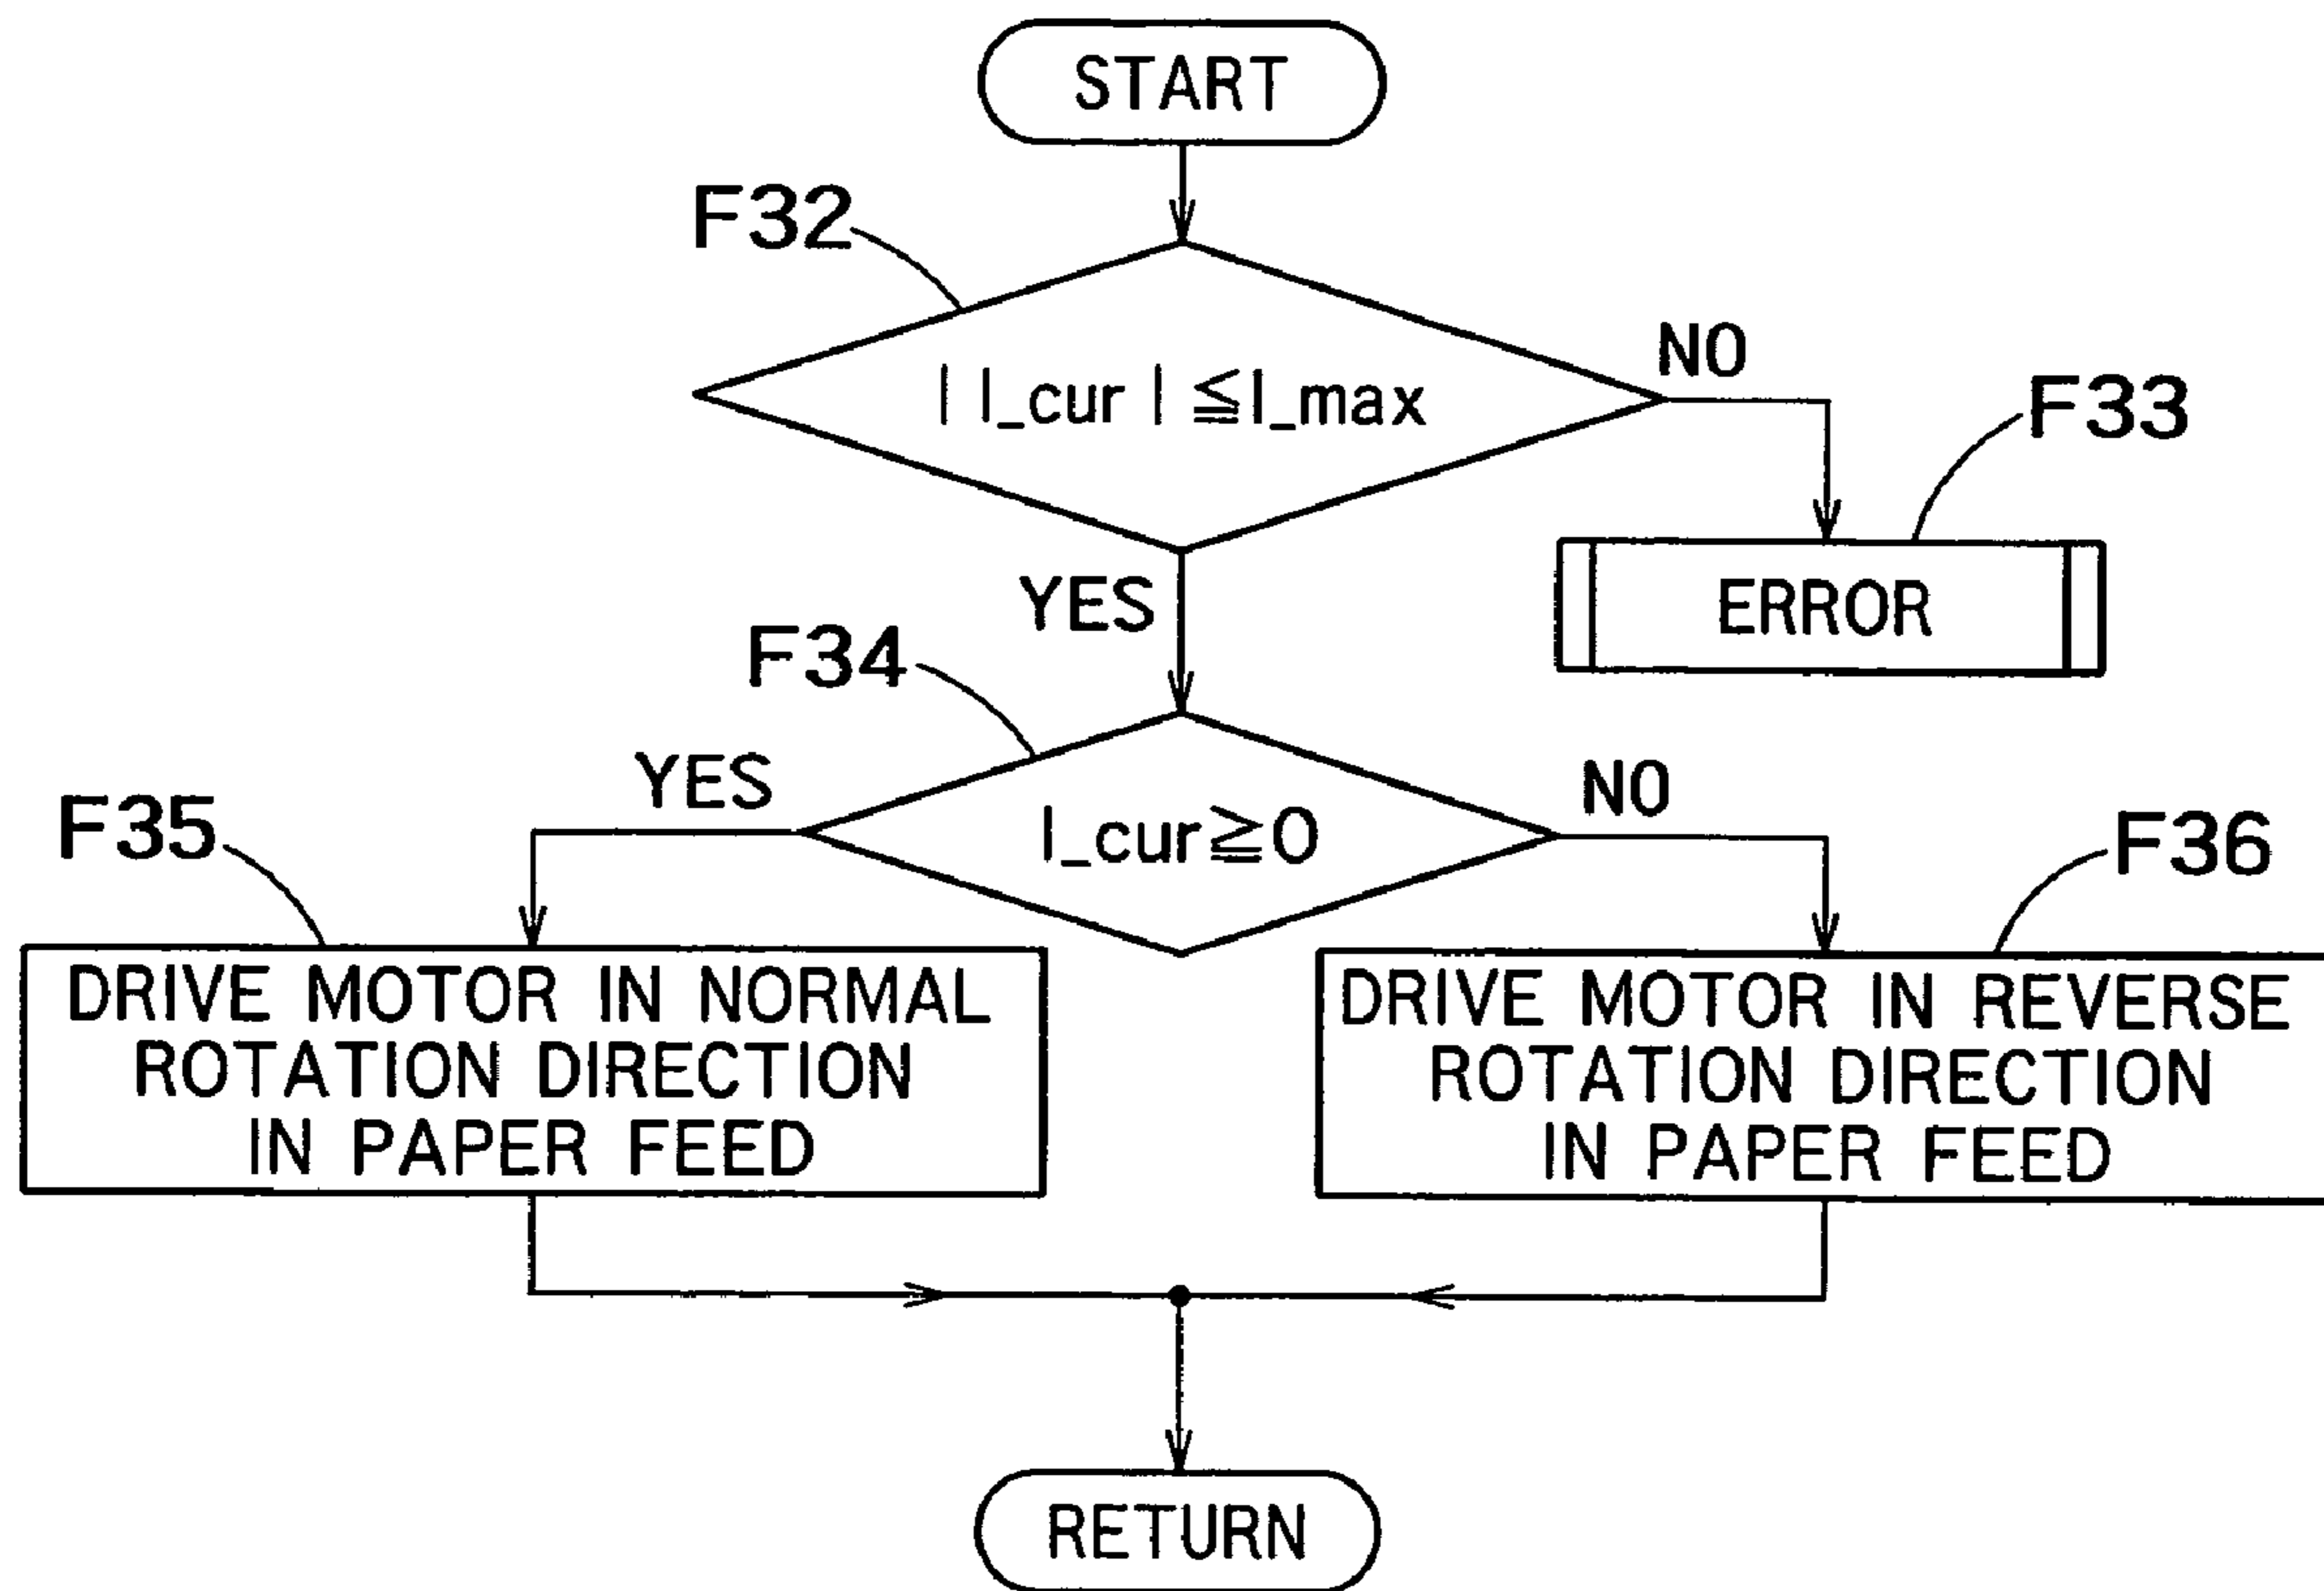 START
F32
| I_cur | ≦I_max
NO
F33
ERROR
YES
F34
YES
I_cur≧0
NO
F35
F36
DRIVE MOTOR IN NORMAL
ROTATION DIRECTION
IN PAPER FEED
DRIVE MOTOR IN REVERSE
ROTATION DIRECTION
IN PAPER FEED
RETURN